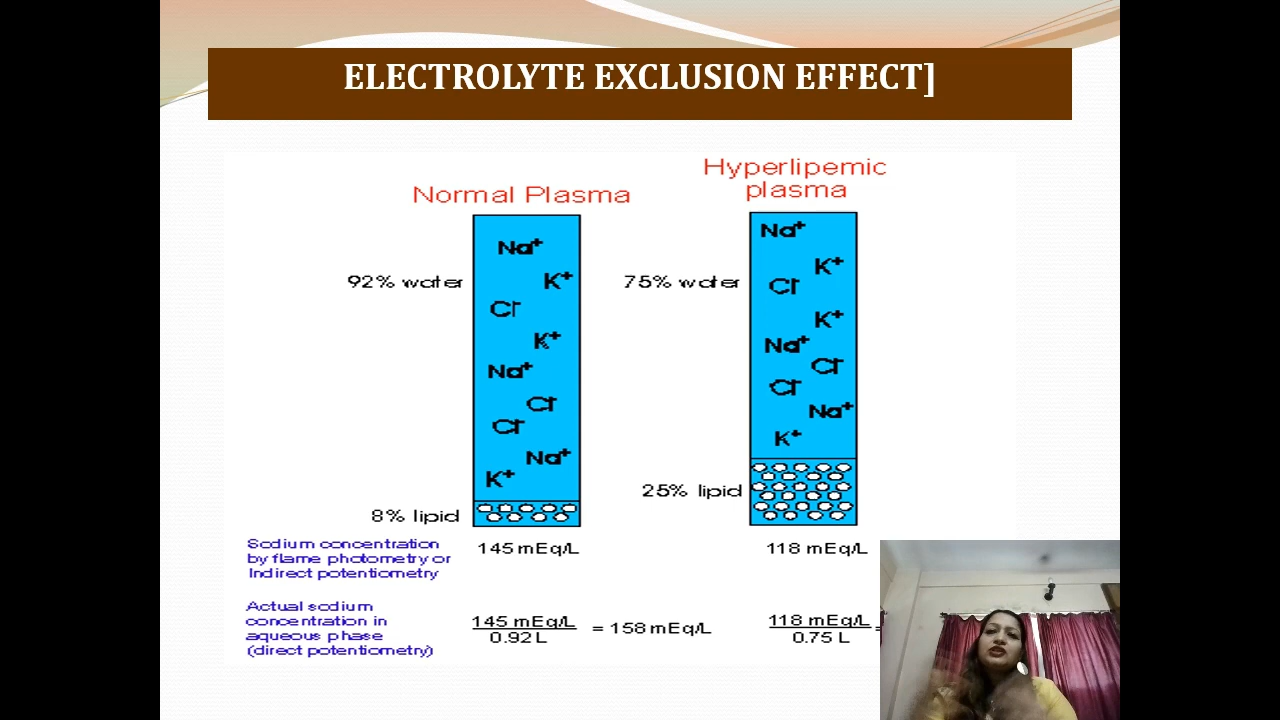 ELECTROLYTE EXCLUSION EFFECT]
Normal Plasma
Hyperlipemic
plasma
92% water
Na⁺
K⁺
Cl⁻
K⁺
Na⁺
Cl⁻
Cl⁻
Na⁺
K⁺
8% lipid
75% water
Na⁺
K⁺
Cl⁻
K⁺
Na⁺
Cl⁻
Cl⁻
Na⁺
K⁺
25% lipid
Sodium concentration
by flame photometry or
Indirect potentiometry
145 mEq/L
118 mEq/L
Actual sodium
concentration in
aqueous phase
(direct potentiometry)
145 mEq/L
0.92 L
= 158 mEq/L
118 mEq/L
0.75 L
=